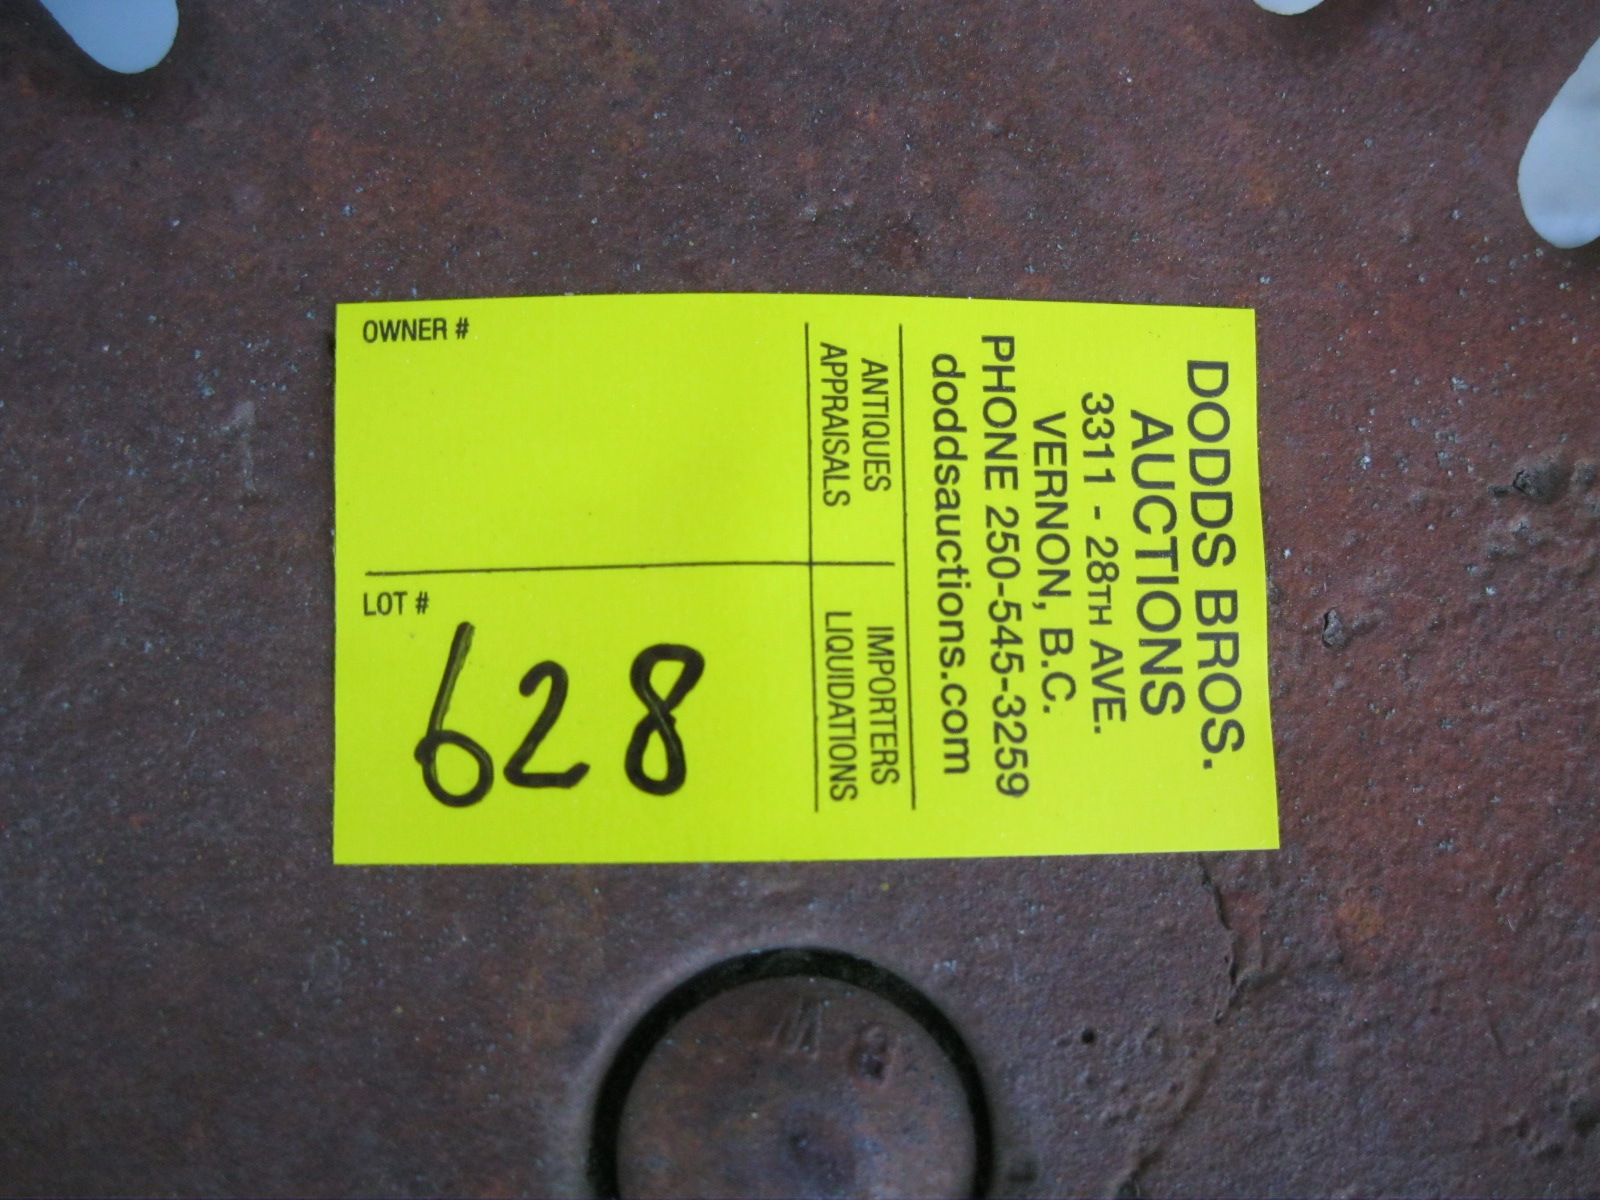 DODDS BROS.
AUCTIONS
3311 - 28TH AVE.
VERNON, B.C.
PHONE 250-545-3259
doddsauctions.com
ANTIQUES
APPRAISALS
IMPORTERS
LIQUIDATIONS
OWNER #
LOT #
628